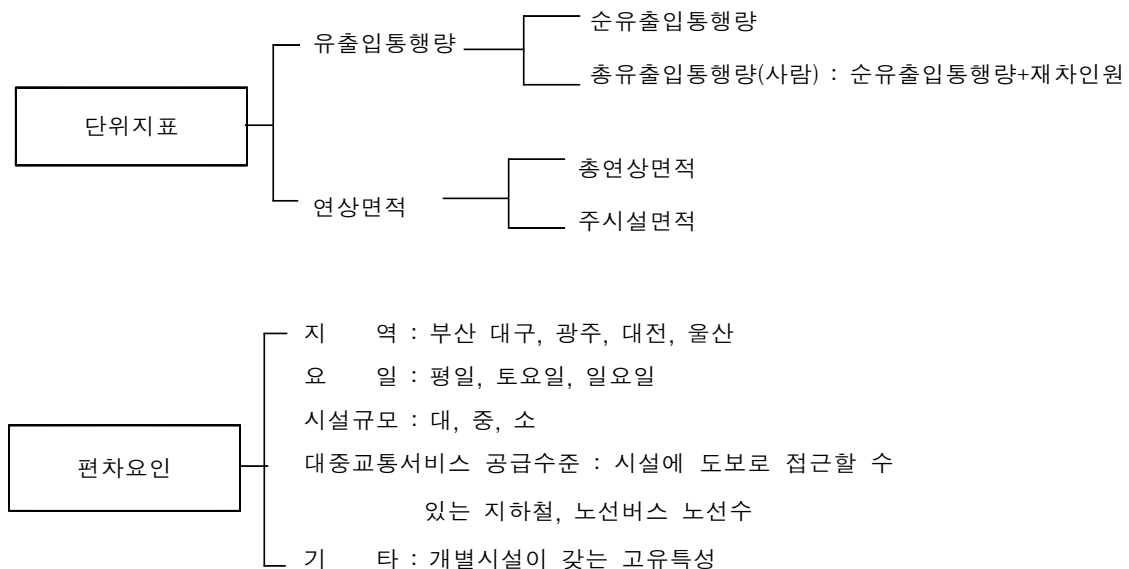 순유출입통행량
유출입통행량
총유출입통행량(사람) : 순유출입통행량+재차인원
단위지표
총연상면적
연상면적
주시설면적
지 역 : 부산 대구, 광주, 대전, 울산
요 일 : 평일, 토요일, 일요일
시설규모 : 대, 중, 소
편차요인
대중교통서비스 공급수준 : 시설에 도보로 접근할 수
있는 지하철, 노선버스 노선수
기 타 : 개별시설이 갖는 고유특성